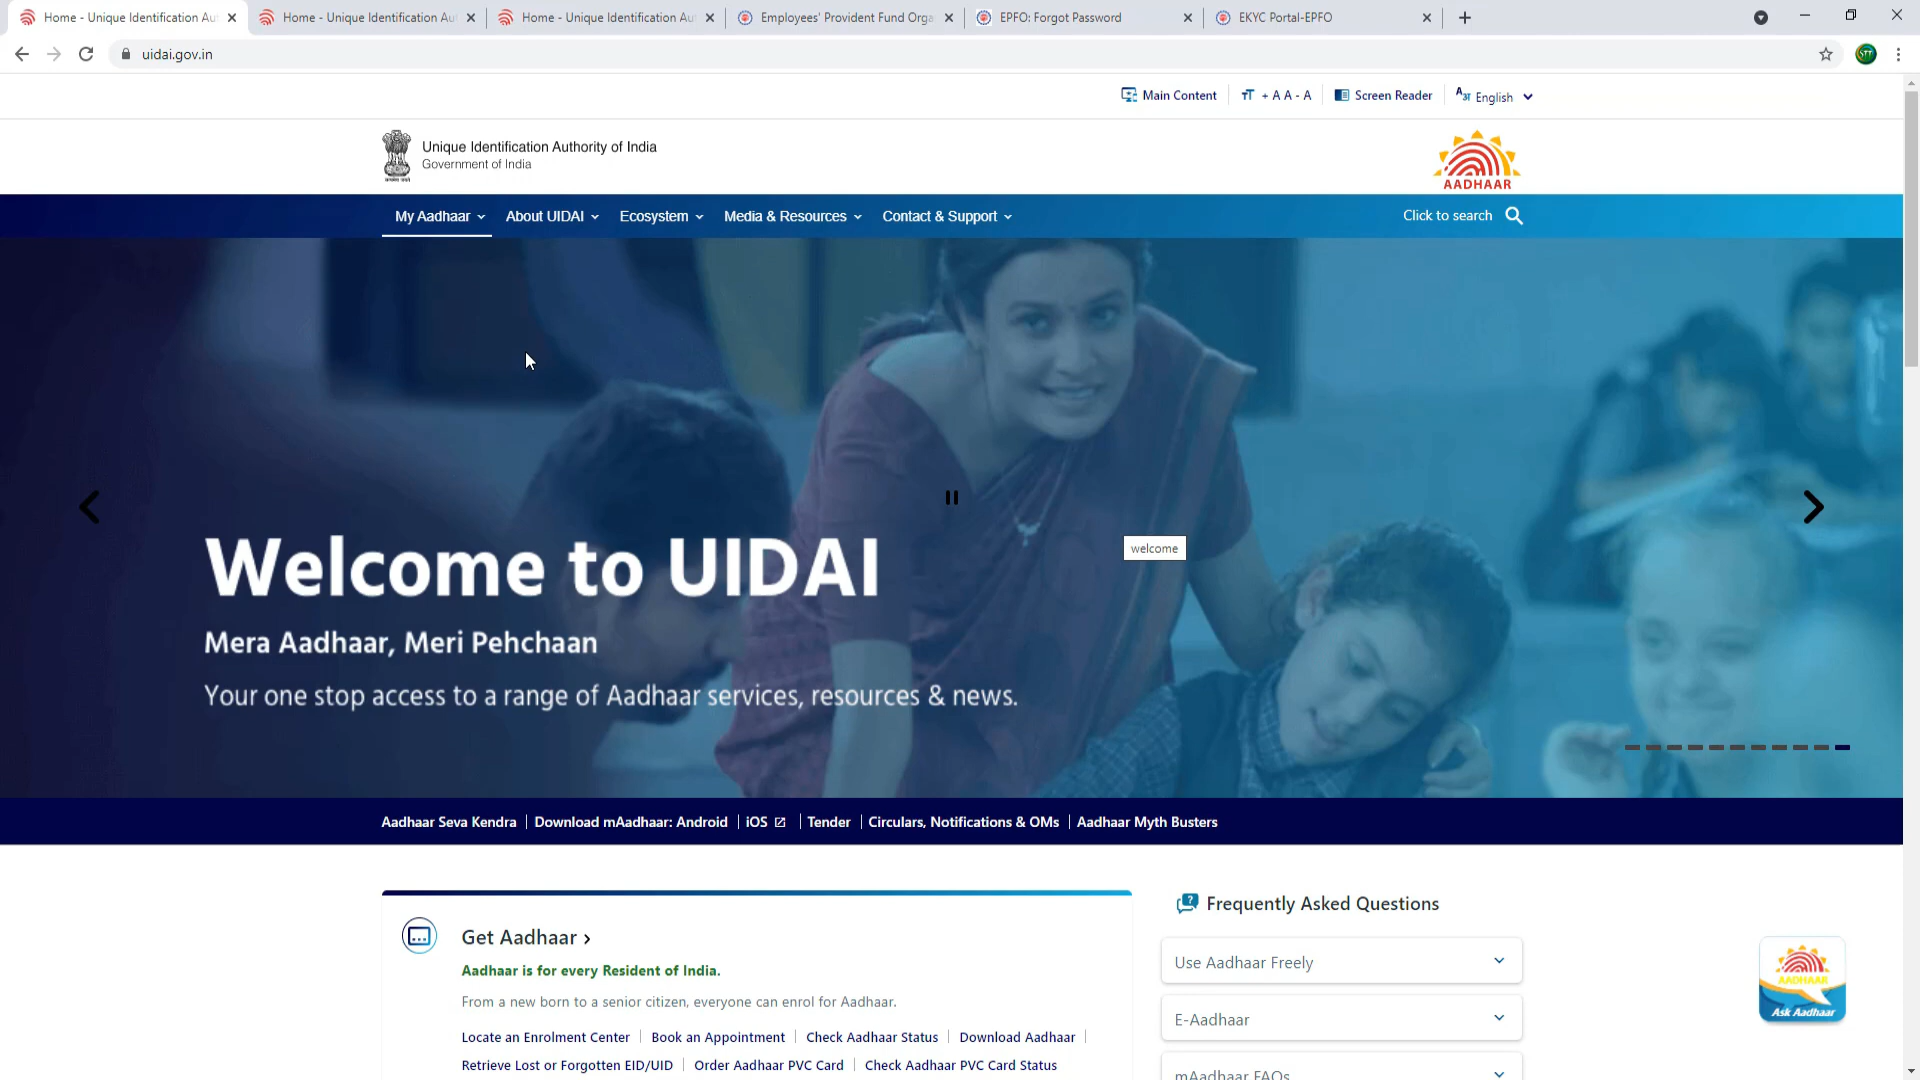 Home - Unique Identification Au
Home - Unique Identification Au
Home - Unique Identification Au
Employees' Provident Fund Orga
EPFO: Forgot Password
EKYC Portal-EPFO
uidai.gov.in
STT
Main Content
+ A A - A
Screen Reader
English
Unique Identification Authority of India
Government of India
AADHAAR
My Aadhaar
About UIDAI
Ecosystem
Media & Resources
Contact & Support
Click to search
welcome
Welcome to UIDAI
Mera Aadhaar, Meri Pehchaan
Your one stop access to a range of Aadhaar services, resources & news.
Aadhaar Seva Kendra
Download mAadhaar: Android
iOS
Tender
Circulars, Notifications & OMs
Aadhaar Myth Busters
Get Aadhaar
Aadhaar is for every Resident of India.
From a new born to a senior citizen, everyone can enrol for Aadhaar.
Locate an Enrolment Center
Book an Appointment
Check Aadhaar Status
Download Aadhaar
Retrieve Lost or Forgotten EID/UID
Order Aadhaar PVC Card
Check Aadhaar PVC Card Status
Frequently Asked Questions
Use Aadhaar Freely
E-Aadhaar
mAadhaar FAQs
AADHAAR
Ask Aadhaar